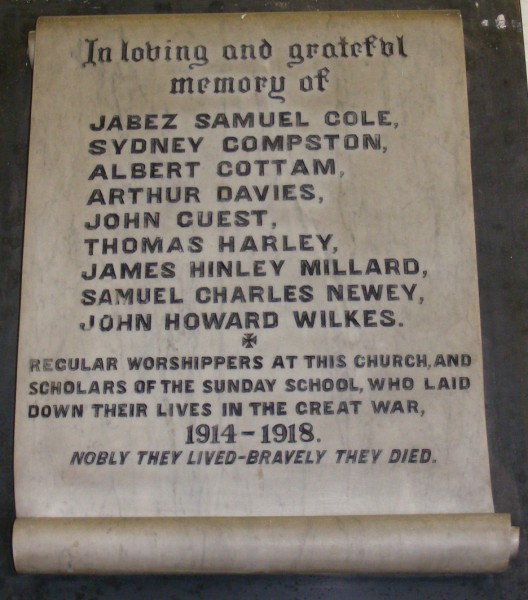 In loving and grateful
memory of
JABEZ SAMUEL COLE,
SYDNEY COMPSTON,
ALBERT COTTAM,
ARTHUR DAVIES,
JOHN GUEST,
THOMAS HARLEY,
JAMES HINLEY MILLARD,
SAMUEL CHARLES NEWEY,
JOHN HOWARD WILKES.
REGULAR WORSHIPPERS AT THIS CHURCH, AND
SCHOLARS OF THE SUNDAY SCHOOL, WHO LAID
DOWN THEIR LIVES IN THE GREAT WAR,
1914-1918.
NOBLY THEY LIVED-BRAVELY THEY DIED.